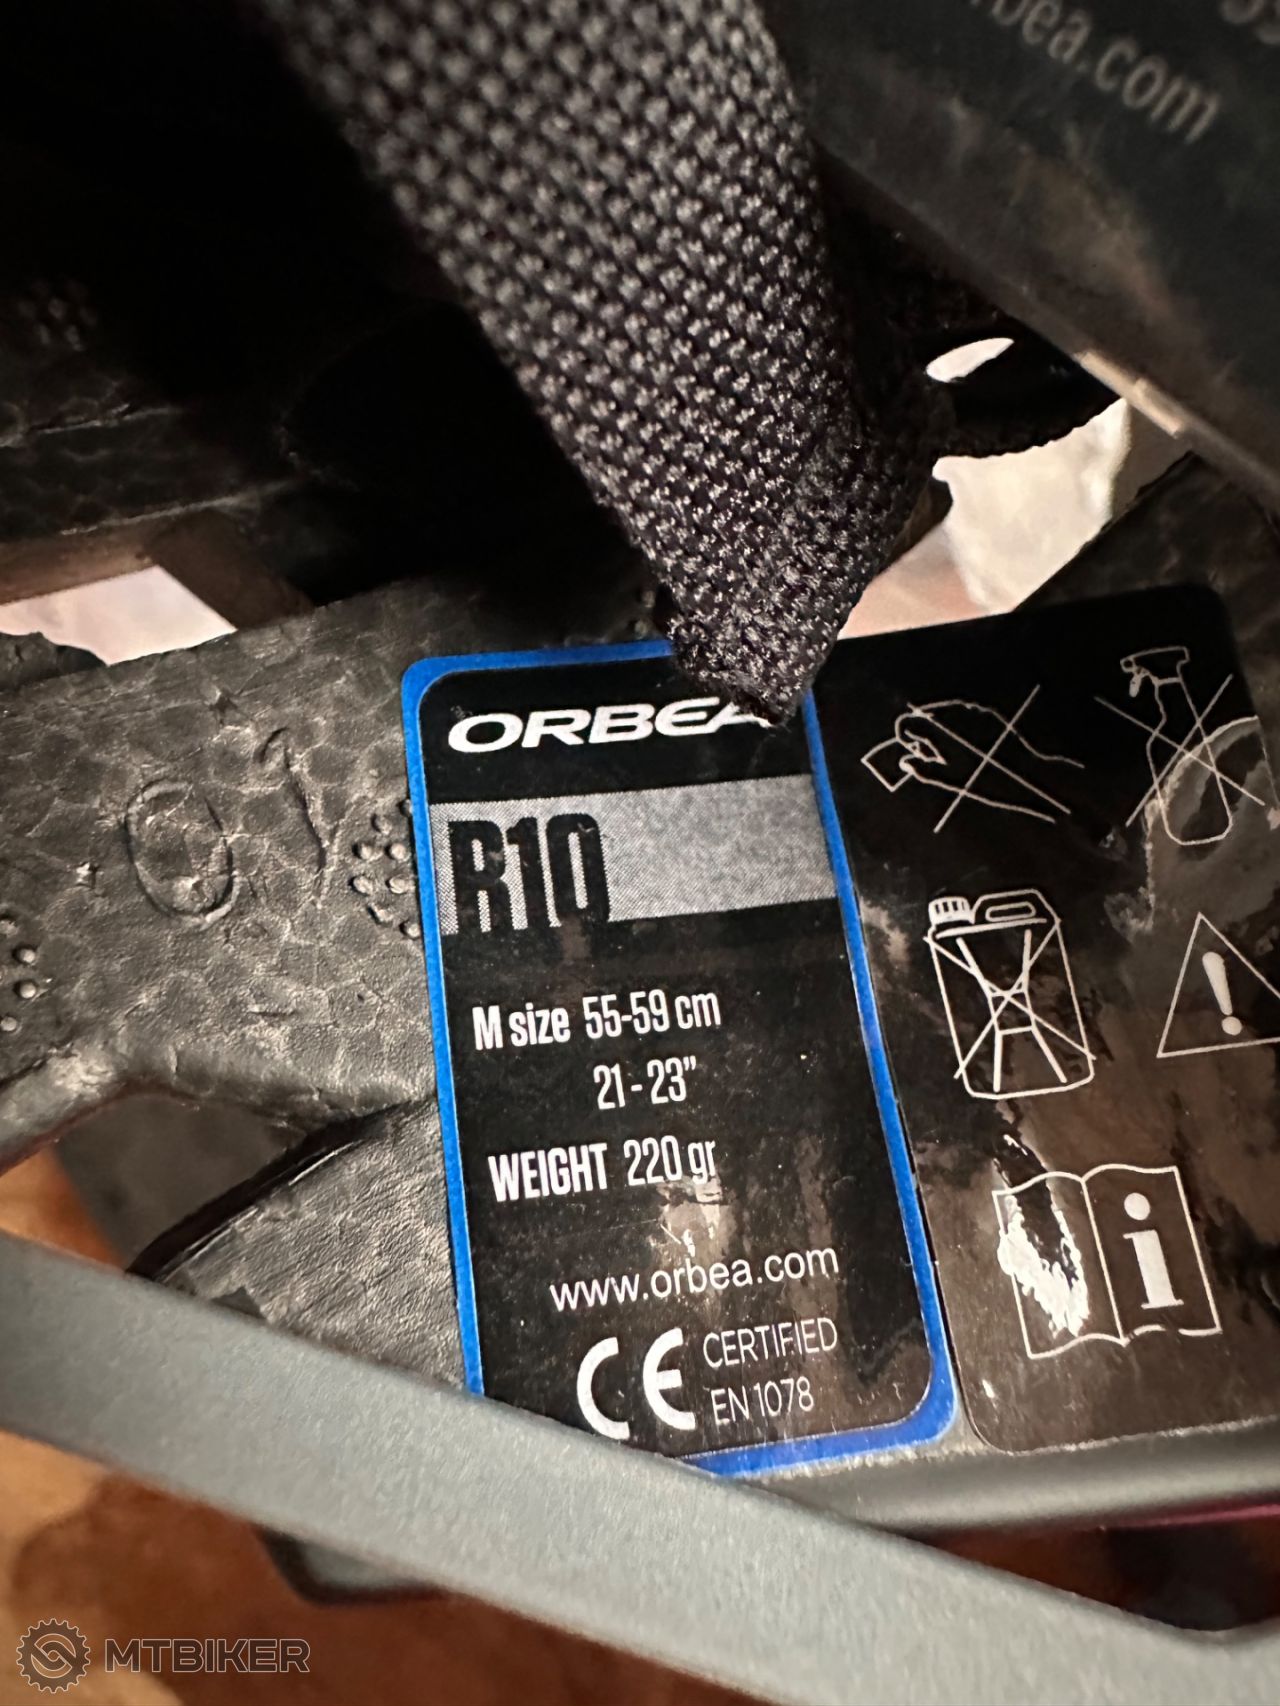 orbea.com
ORBEA
R10
M size 55-59 cm
21 - 23"
WEIGHT 220 gr
www.orbea.com
CE CERTIFIED
EN 1078
MTBIKER